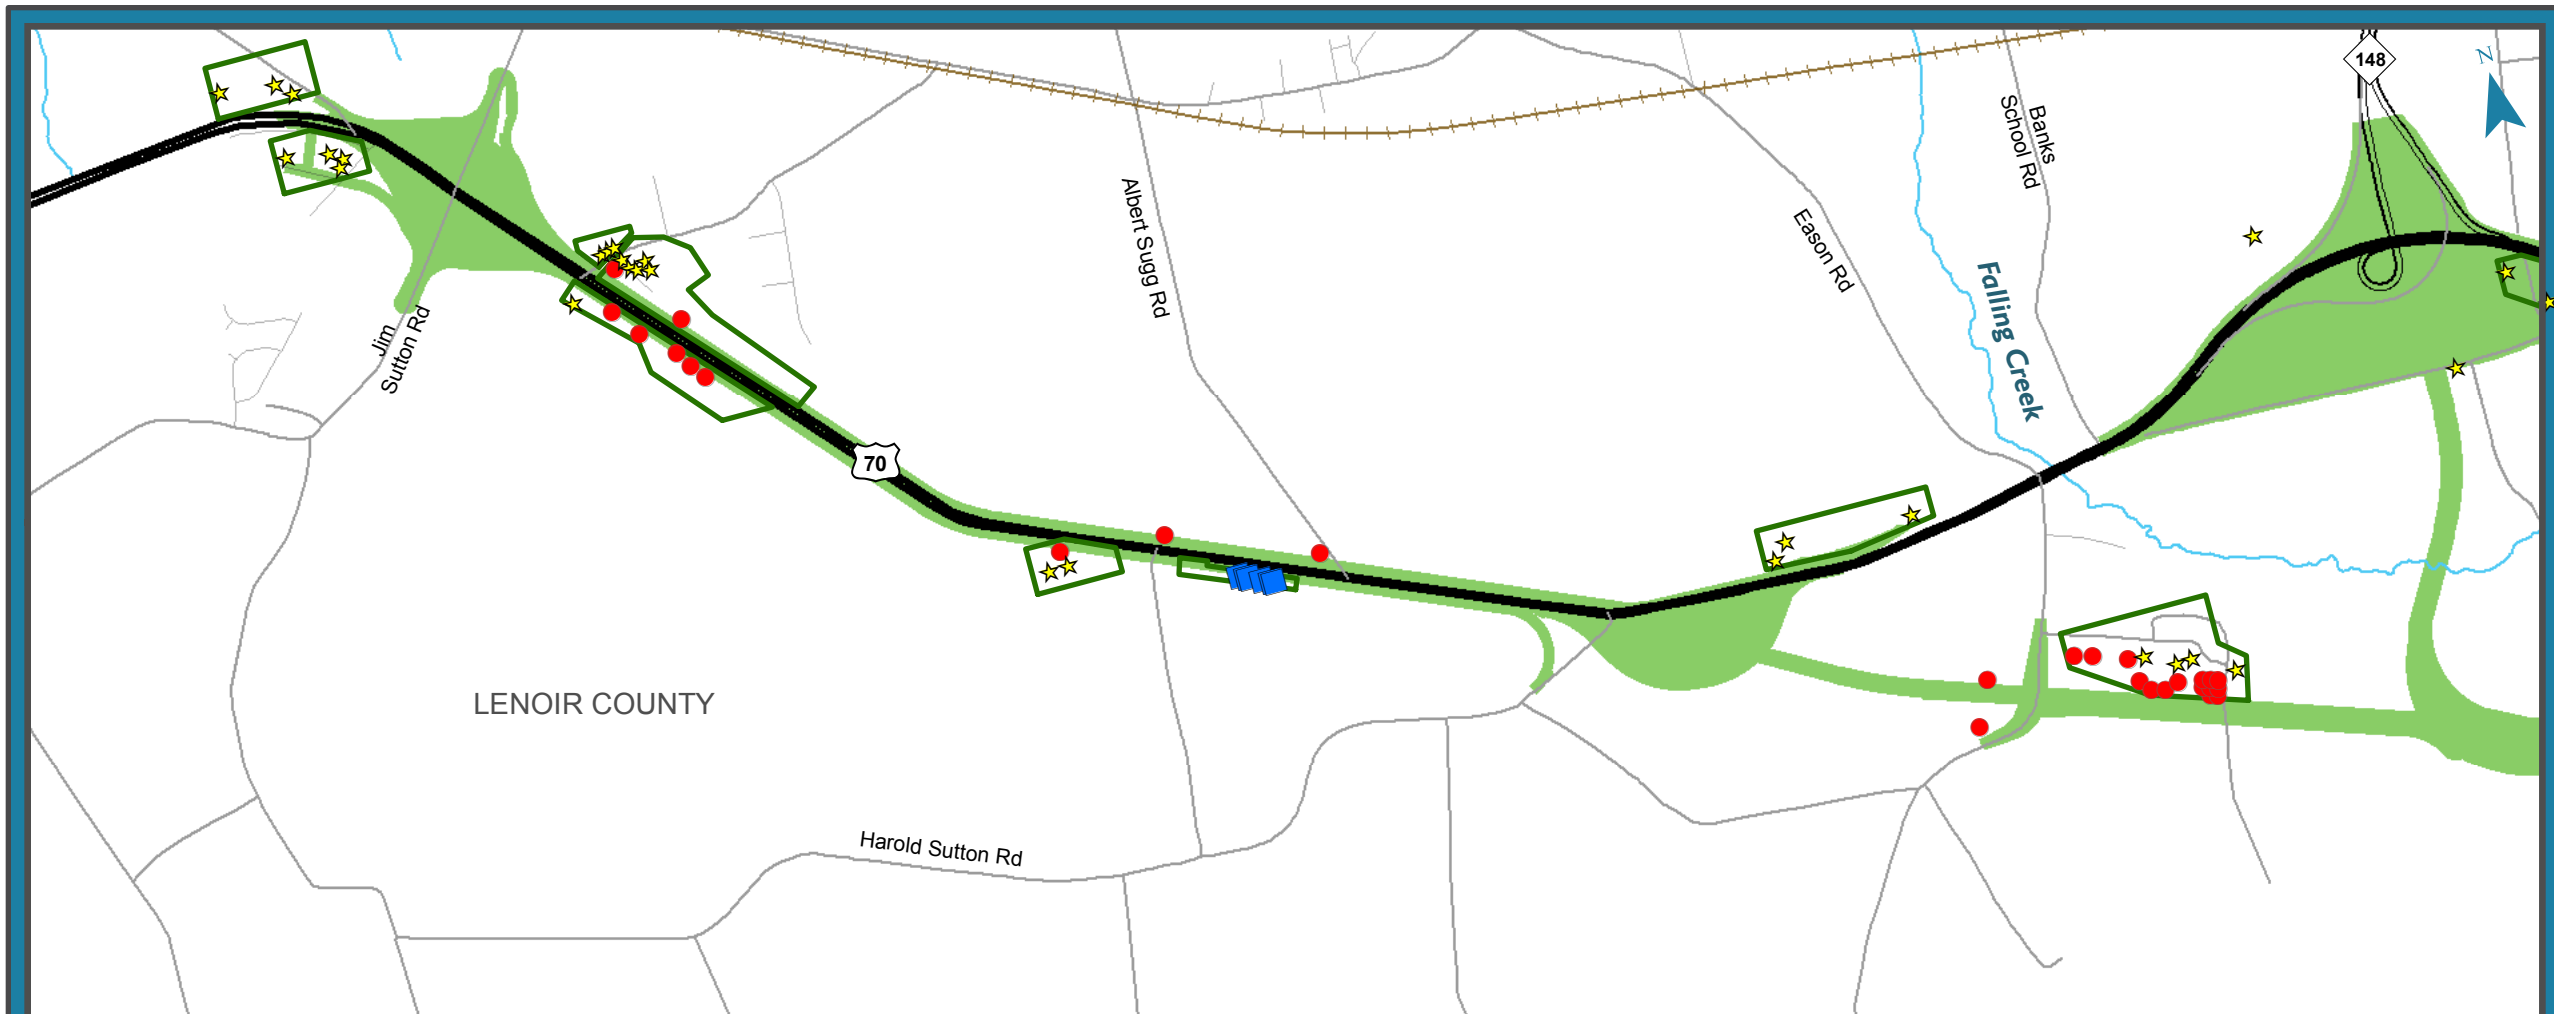 148
N
Banks
School Rd
Albert Sugg Rd
Eason Rd
Falling Creek
Jim
Sutton Rd
70
LENOIR COUNTY
Harold Sutton Rd